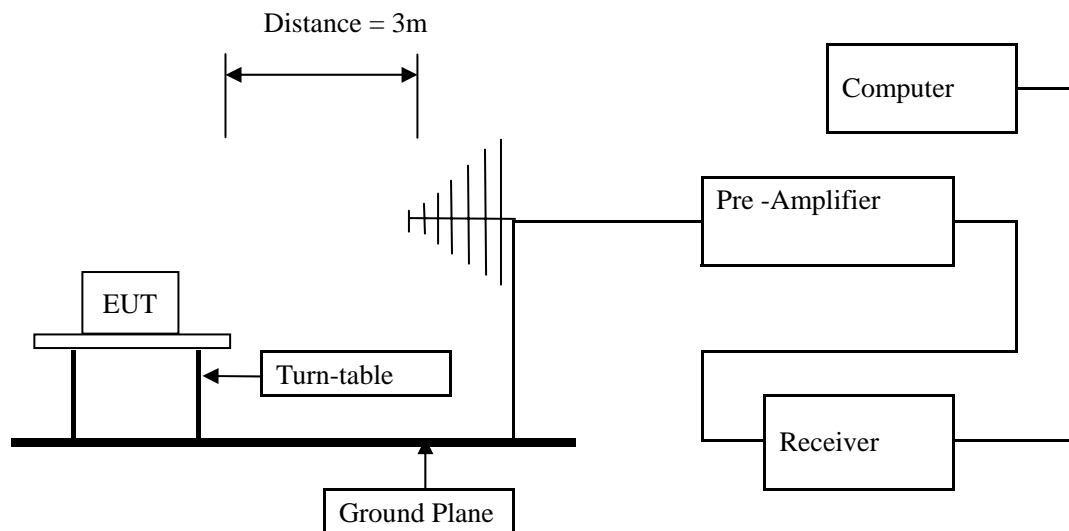 Distance = 3m
Computer
Pre -Amplifier
EUT
Turn-table
Receiver
Ground Plane